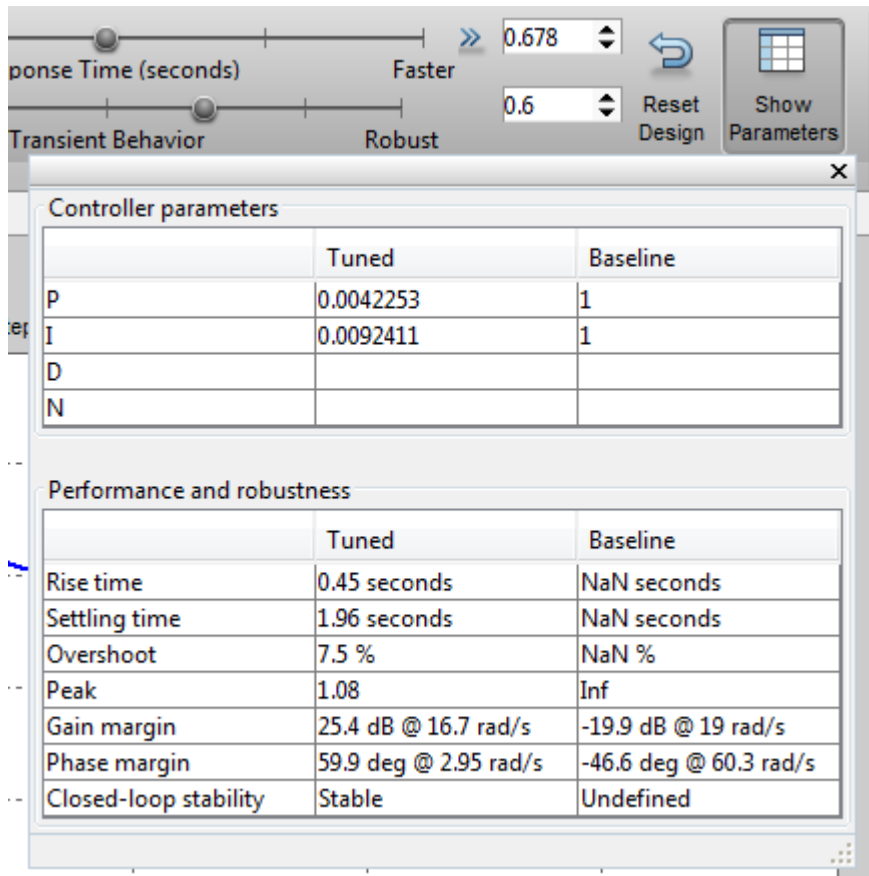 0.678
ponse Time (seconds) Faster
0.6 Reset Show
Transient Behavior Robust Design Parameters
Controller parameters
Tuned Baseline
P 0.0042253 1
I 0.0092411 1
D
N
Performance and robustness
Tuned Baseline
Rise time 0.45 seconds NaN seconds
Settling time 1.96 seconds NaN seconds
Overshoot 7.5 % NaN %
Peak 1.08 Inf
Gain margin 25.4 dB @ 16.7 rad/s -19.9 dB @ 19 rad/s
Phase margin 59.9 deg @ 2.95 rad/s -46.6 deg @ 60.3 rad/s
Closed-loop stability Stable Undefined